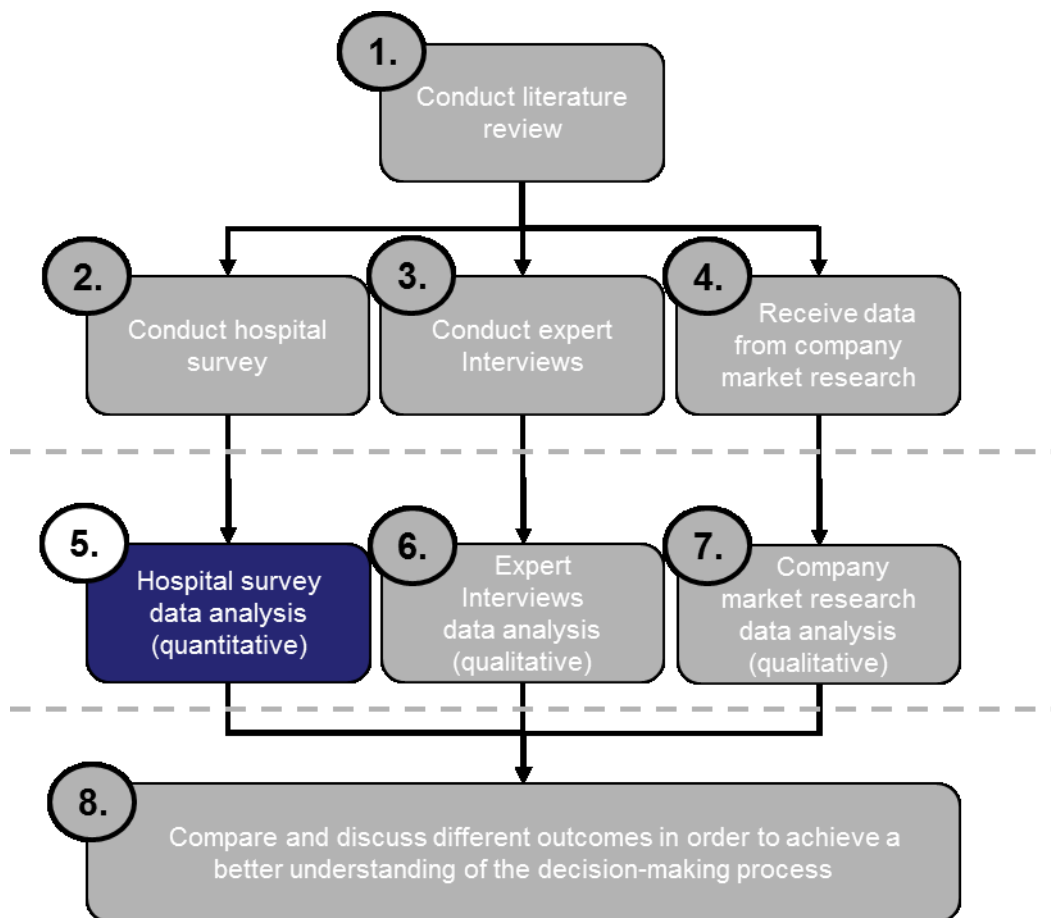 1.
Conduct literature
review
2.
Conduct hospital
survey
3.
Conduct expert
Interviews
4.
Receive data
from company
market research
5.
Hospital survey
data analysis
(quantitative)
6.
Expert
Interviews
data analysis
(qualitative)
7.
Company
market research
data analysis
(qualitative)
8.
Compare and discuss different outcomes in order to achieve a
better understanding of the decision-making process